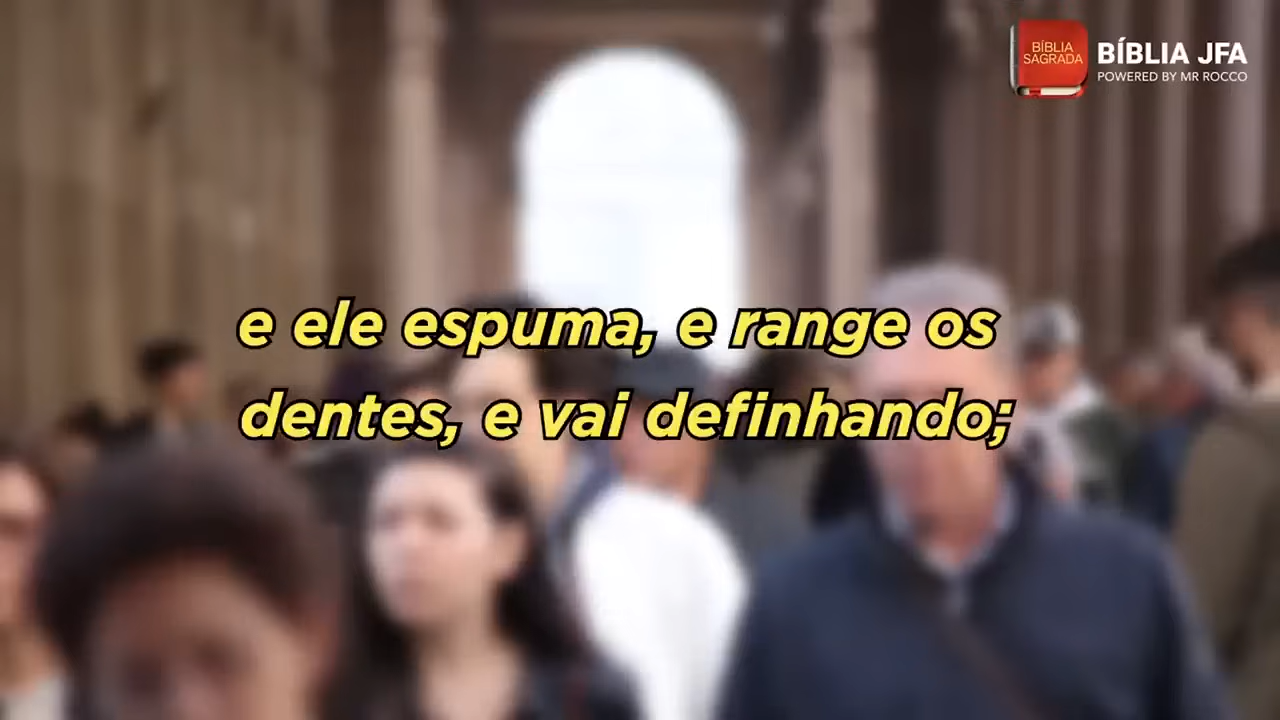 BÍBLIA
SAGRADA
BÍBLIA JFA
POWERED BY MR ROCCO
e ele espuma, e range os
dentes, e vai definhando;